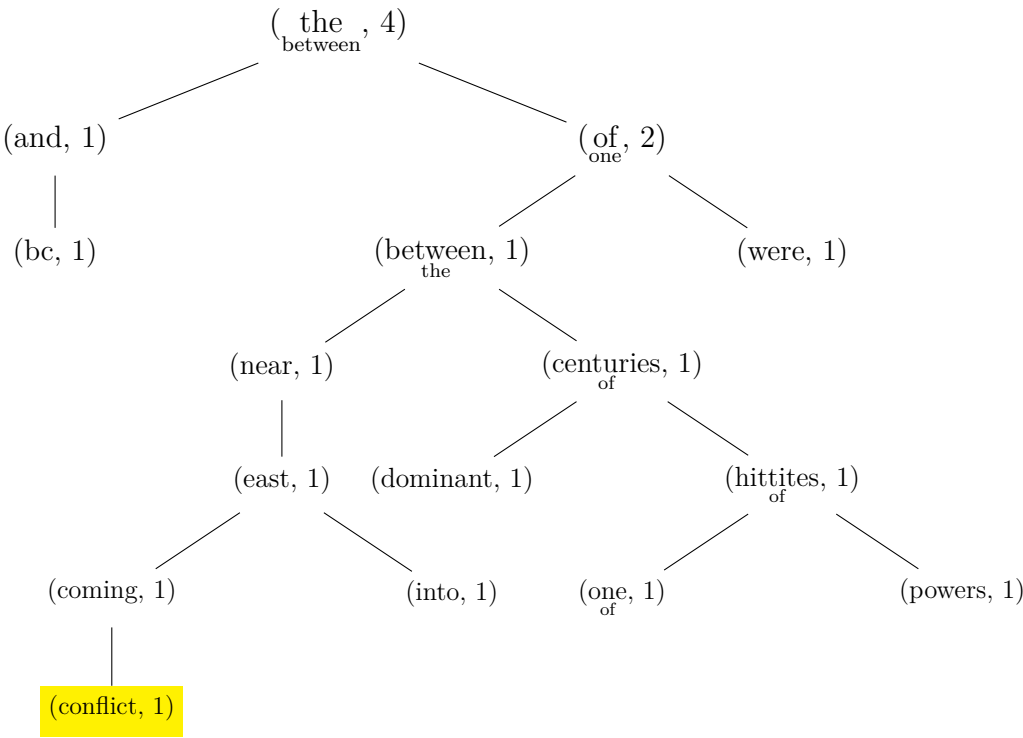 (the, 4)
between
(and, 1)
(of, 2)
one
(bc, 1)
(between, 1)
the
(were, 1)
(near, 1)
(centuries, 1)
of
(east, 1)
(dominant, 1)
(hittites, 1)
of
(coming, 1)
(into, 1)
(one, 1)
of
(powers, 1)
(conflict, 1)